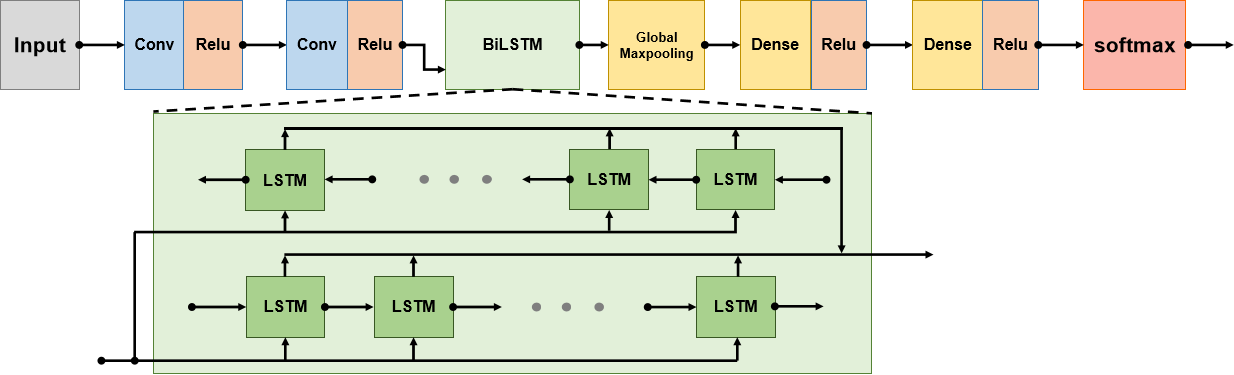 Input
Conv
Relu
Conv
Relu
BiLSTM
Global
Maxpooling
Dense
Relu
Dense
Relu
softmax
LSTM
LSTM
LSTM
LSTM
LSTM
LSTM